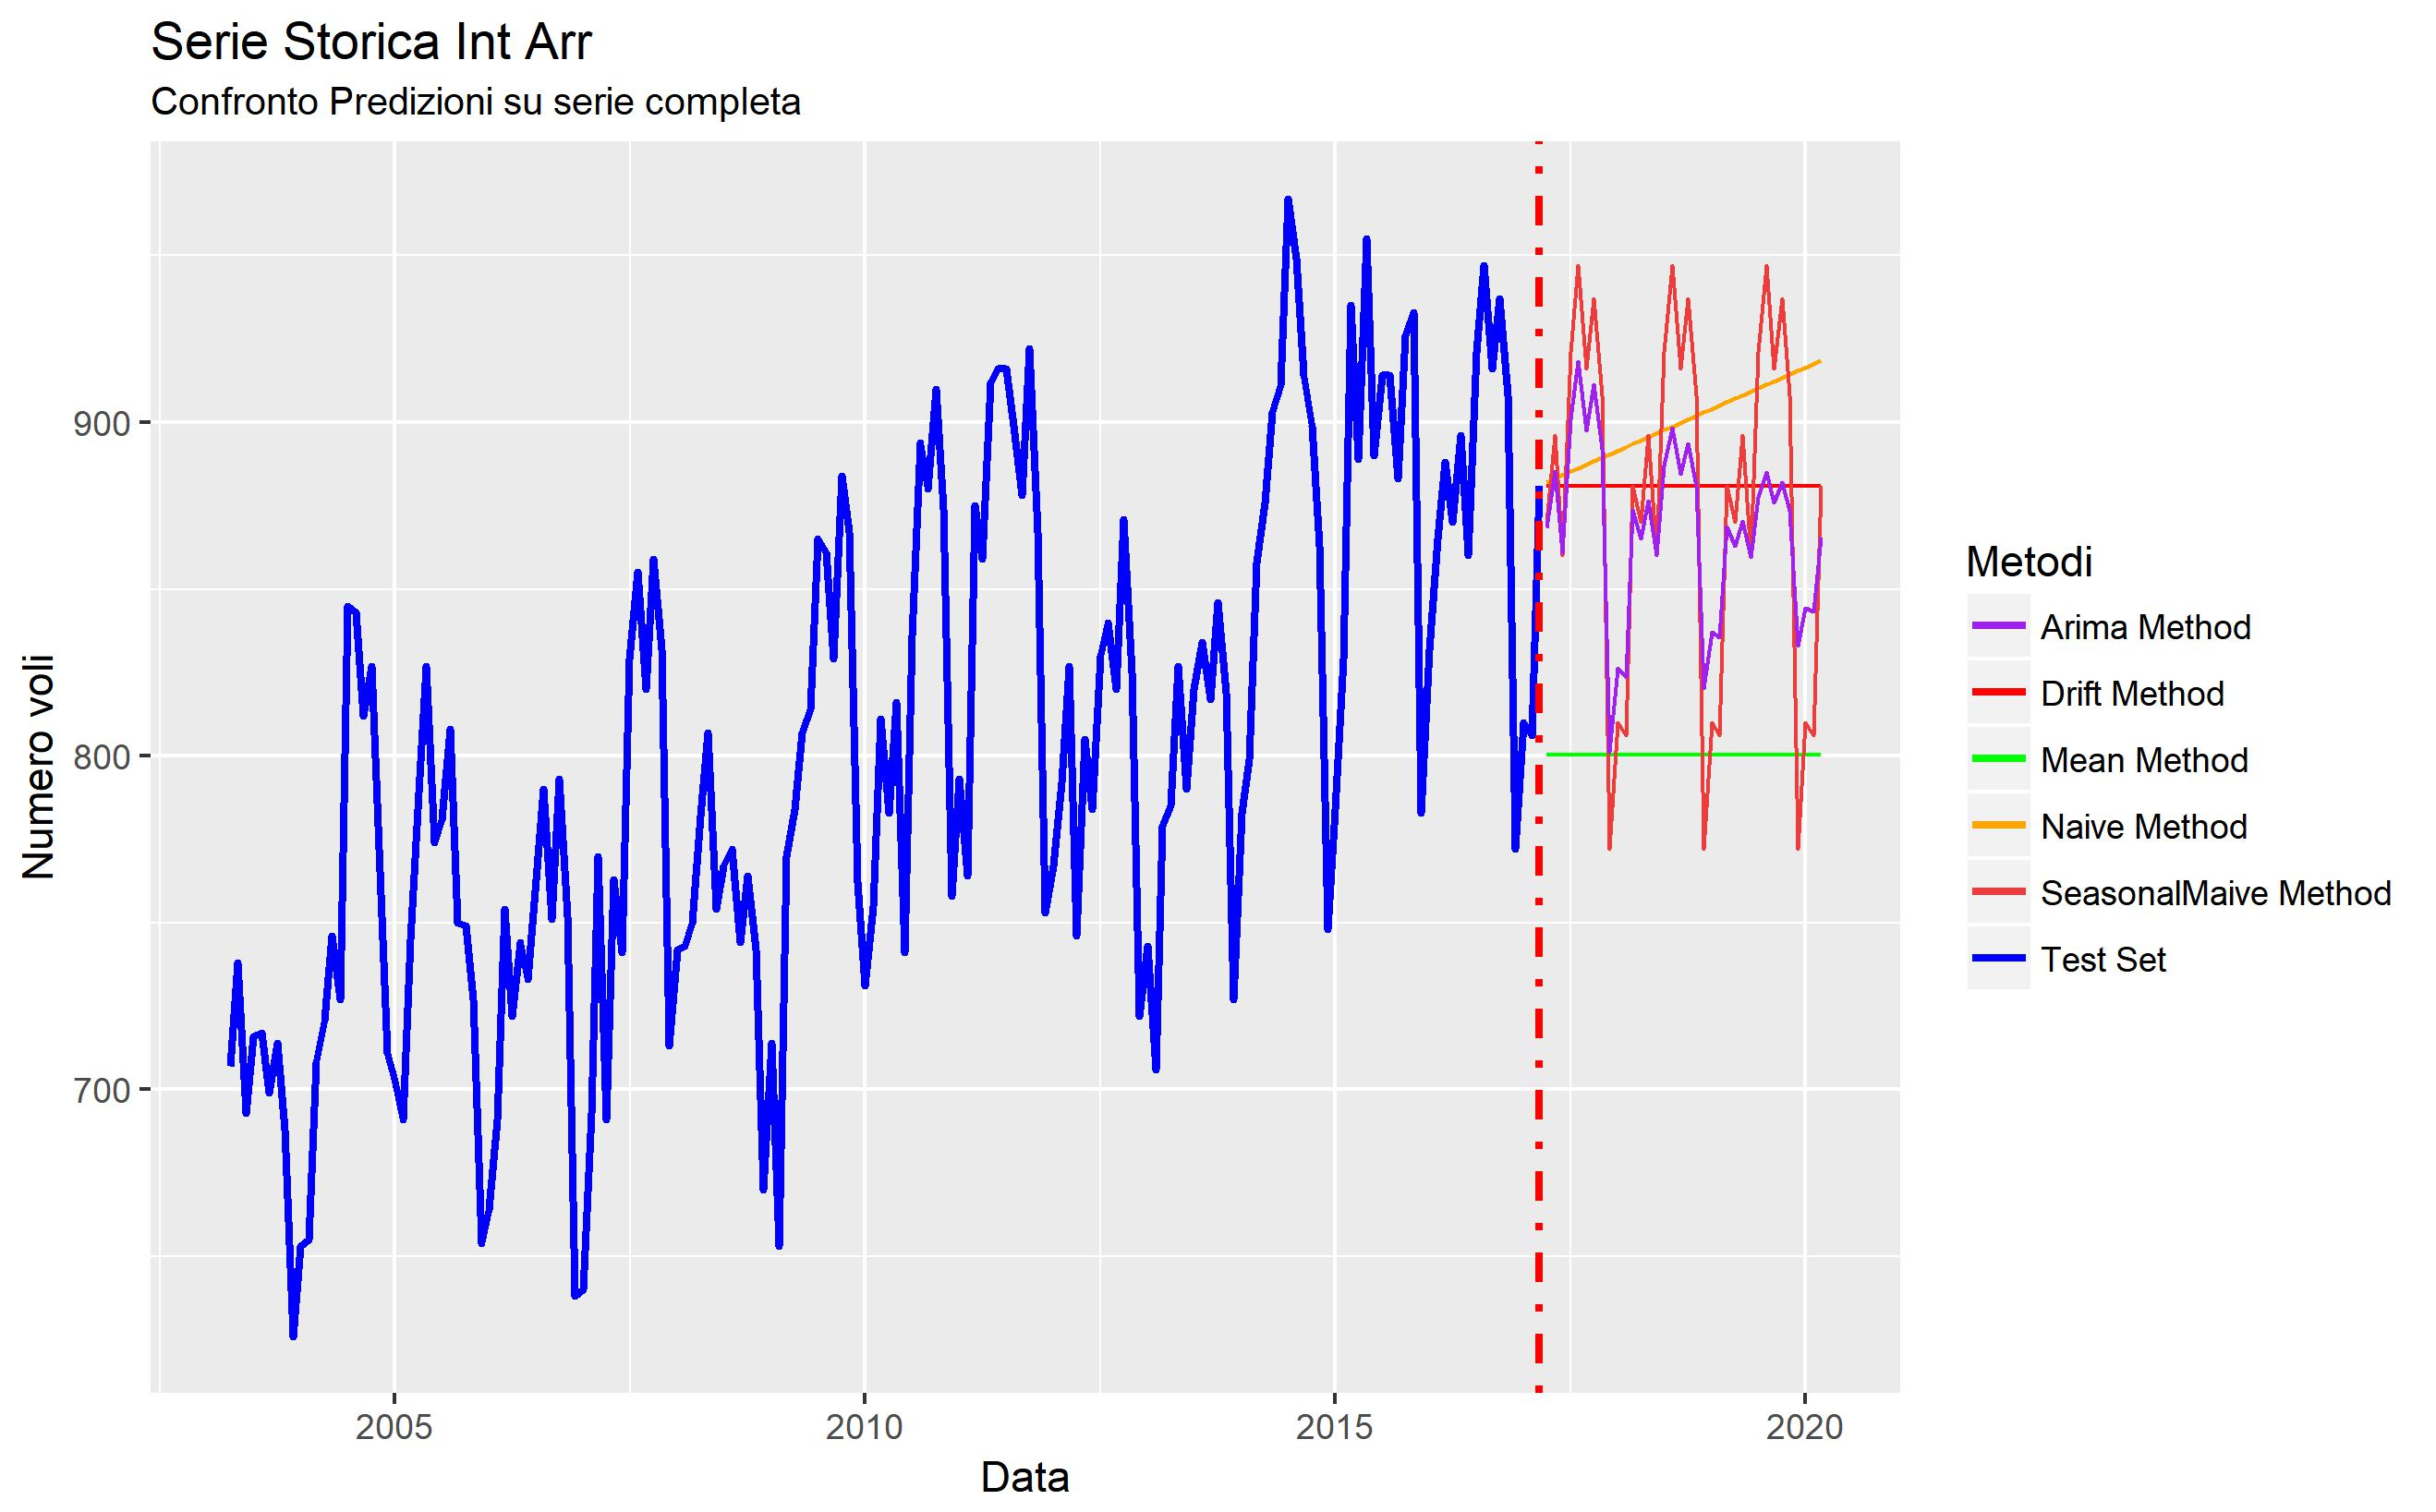 Serie Storica Int Arr
Confronto Predizioni su serie completa
Numero voli
900
800
700
2005
2010
2015
2020
Data
Metodi
Arima Method
Drift Method
Mean Method
Naive Method
SeasonalMaive Method
Test Set